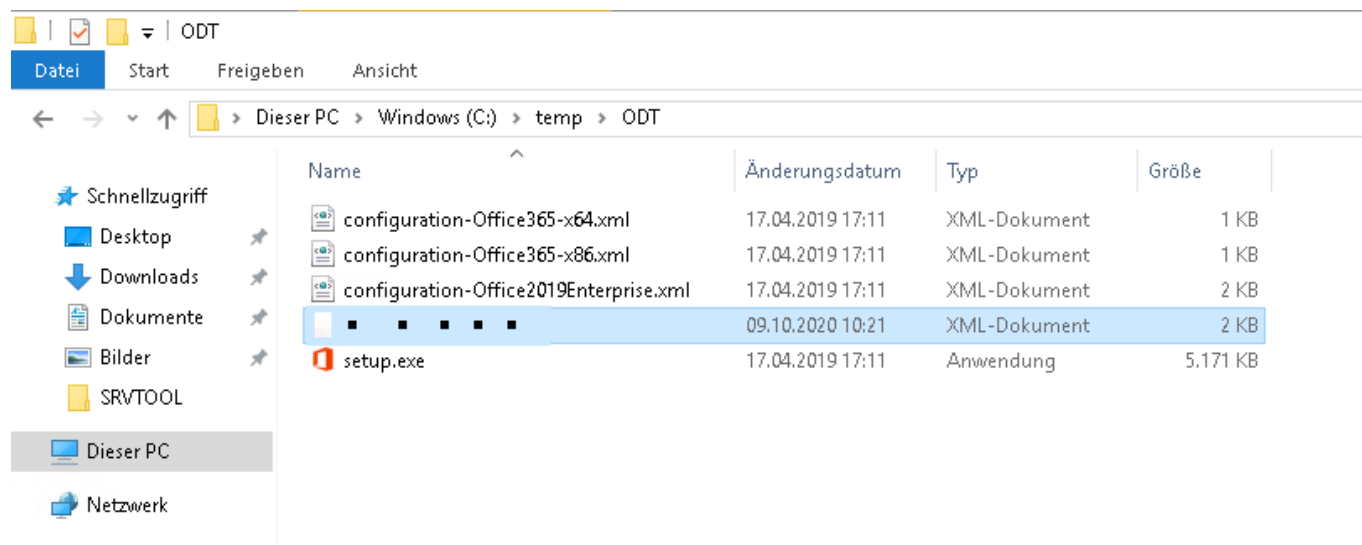 ODT
Datei Start Freigeben Ansicht
Dieser PC > Windows (C:) > temp > ODT
Name Änderungsdatum Typ Größe
Schnellzugriff
Desktop
Downloads
Dokumente
Bilder
SRVTOOL
Dieser PC
Netzwerk
configuration-Office365-x64.xml 17.04.2019 17:11 XML-Dokument 1 KB
configuration-Office365-x86.xml 17.04.2019 17:11 XML-Dokument 1 KB
configuration-Office2019Enterprise.xml 17.04.2019 17:11 XML-Dokument 2 KB
09.10.2020 10:21 XML-Dokument 2 KB
setup.exe 17.04.2019 17:11 Anwendung 5.171 KB